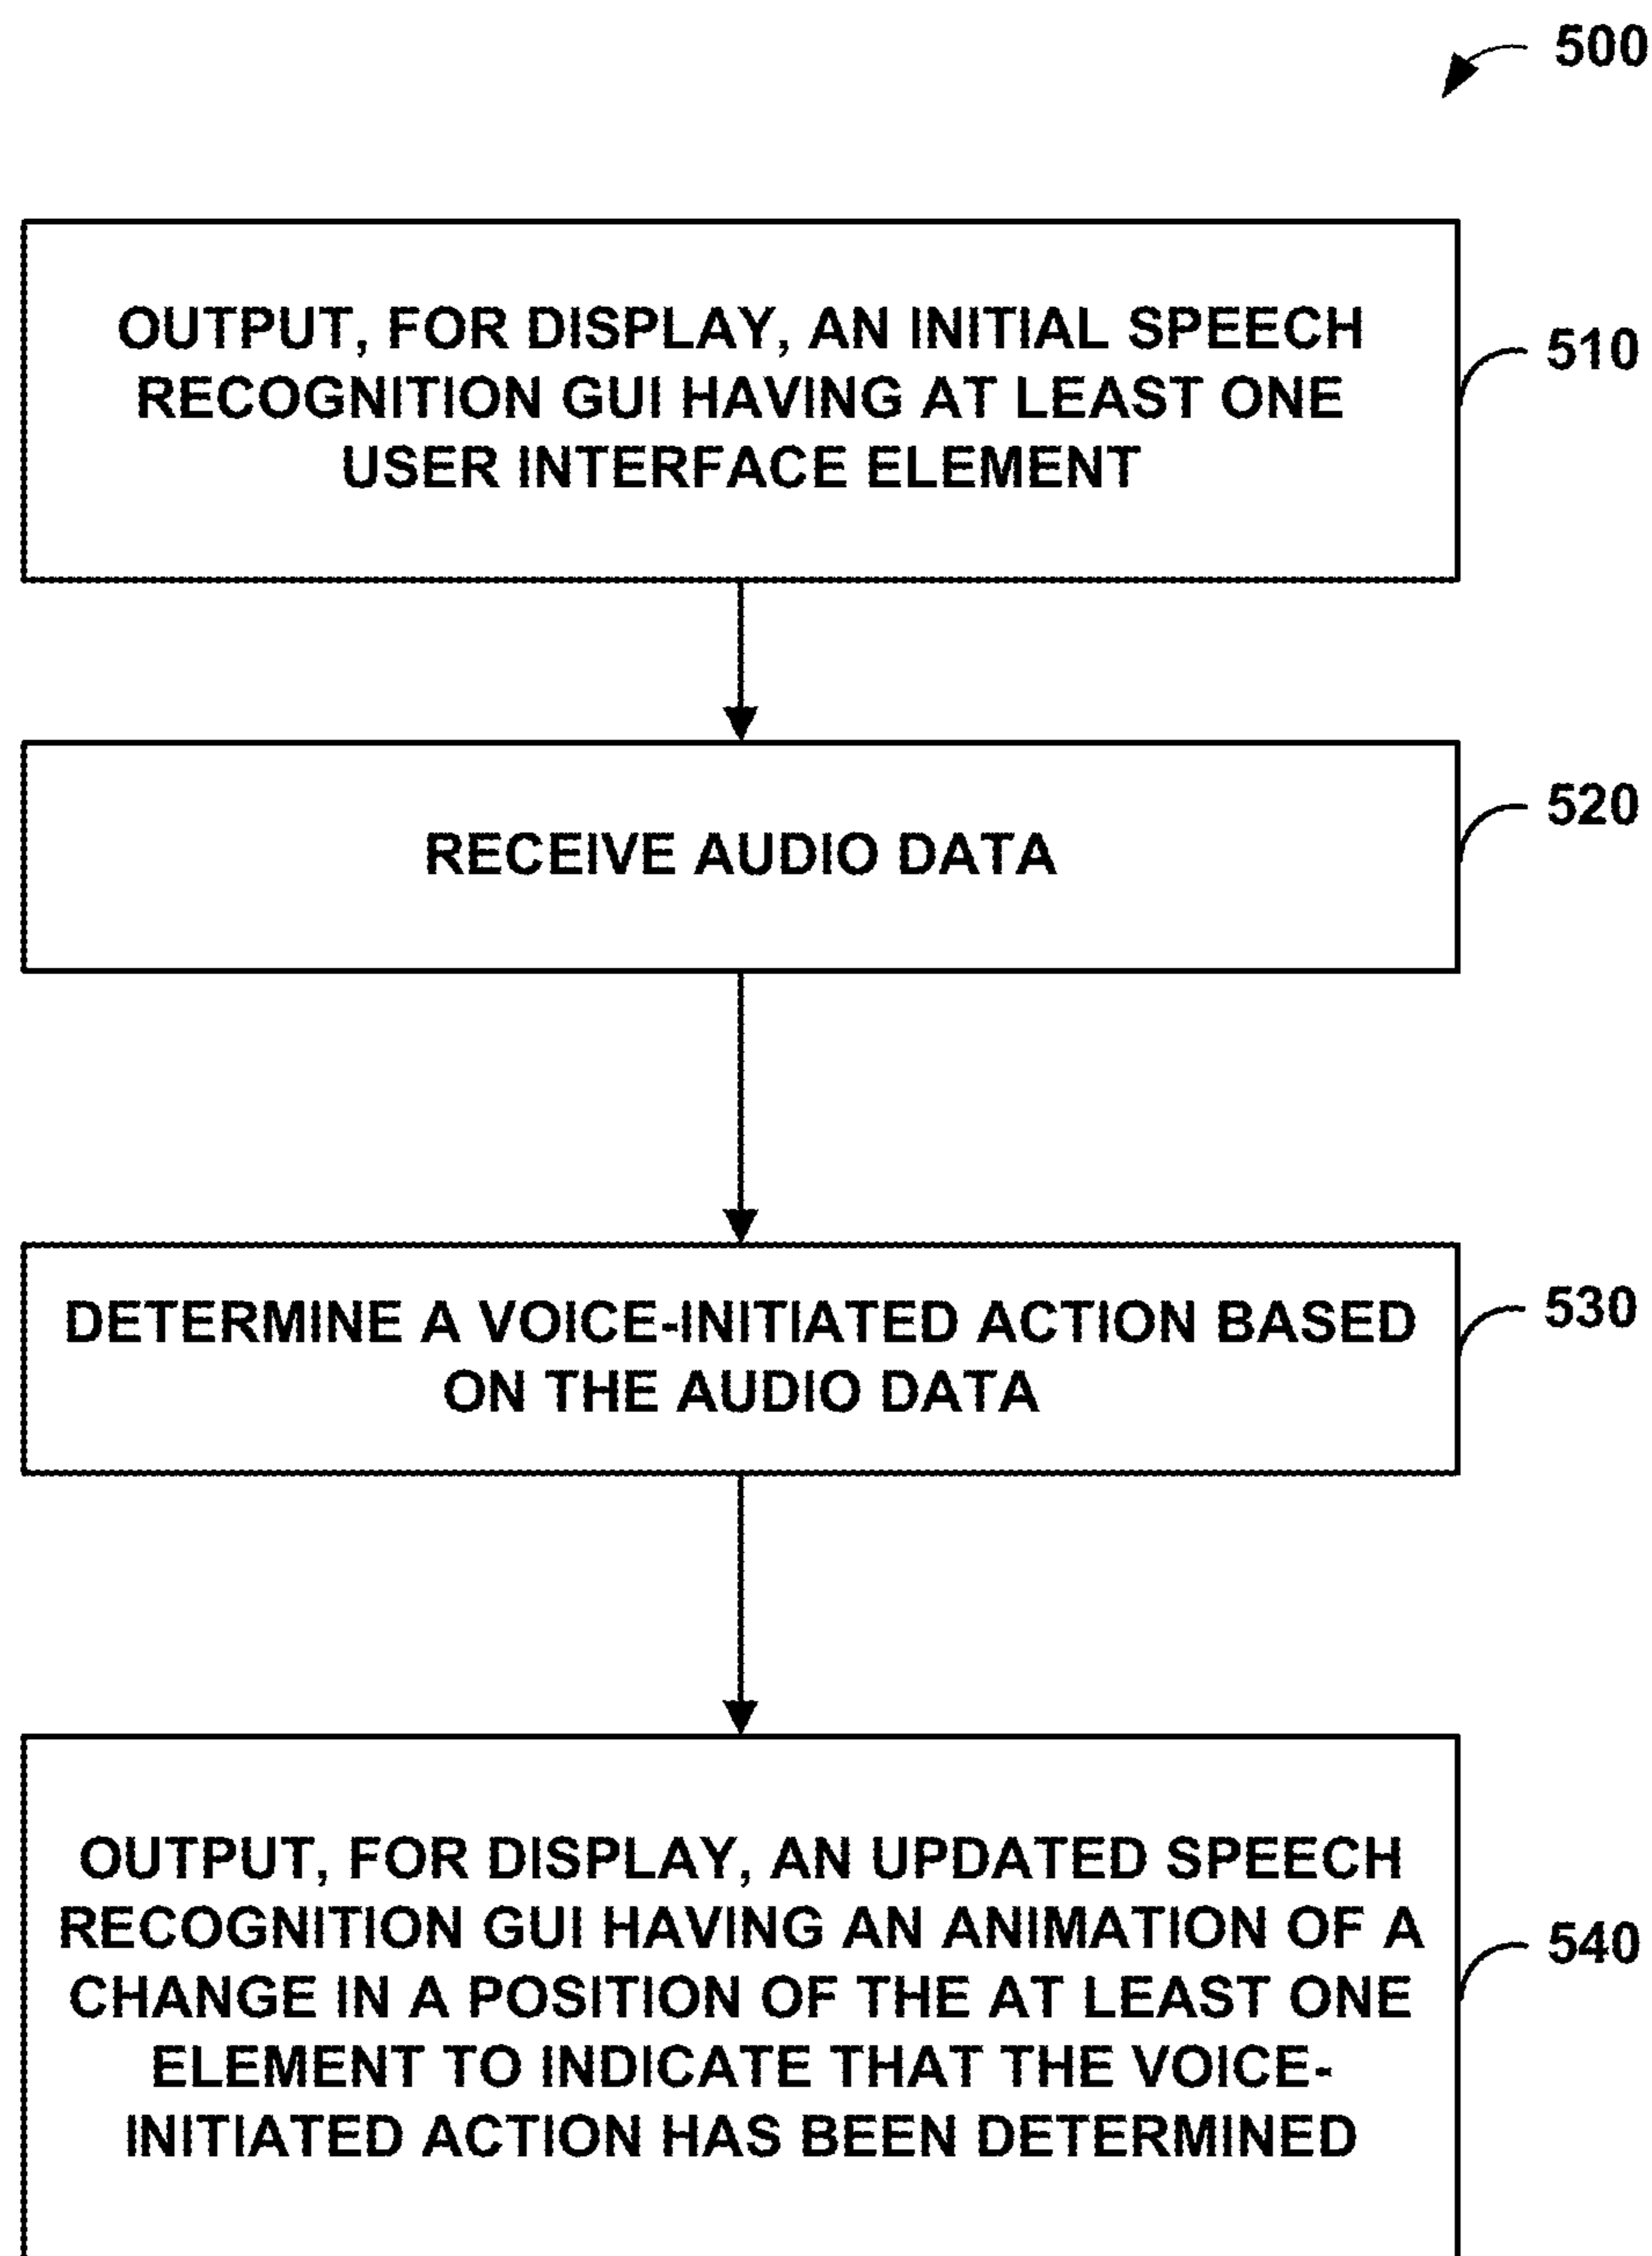 500
OUTPUT, FOR DISPLAY, AN INITIAL SPEECH
RECOGNITION GUI HAVING AT LEAST ONE
USER INTERFACE ELEMENT
510
RECEIVE AUDIO DATA
520
DETERMINE A VOICE-INITIATED ACTION BASED
ON THE AUDIO DATA
530
OUTPUT, FOR DISPLAY, AN UPDATED SPEECH
RECOGNITION GUI HAVING AN ANIMATION OF A
CHANGE IN A POSITION OF THE AT LEAST ONE
ELEMENT TO INDICATE THAT THE VOICE-
INITIATED ACTION HAS BEEN DETERMINED
540